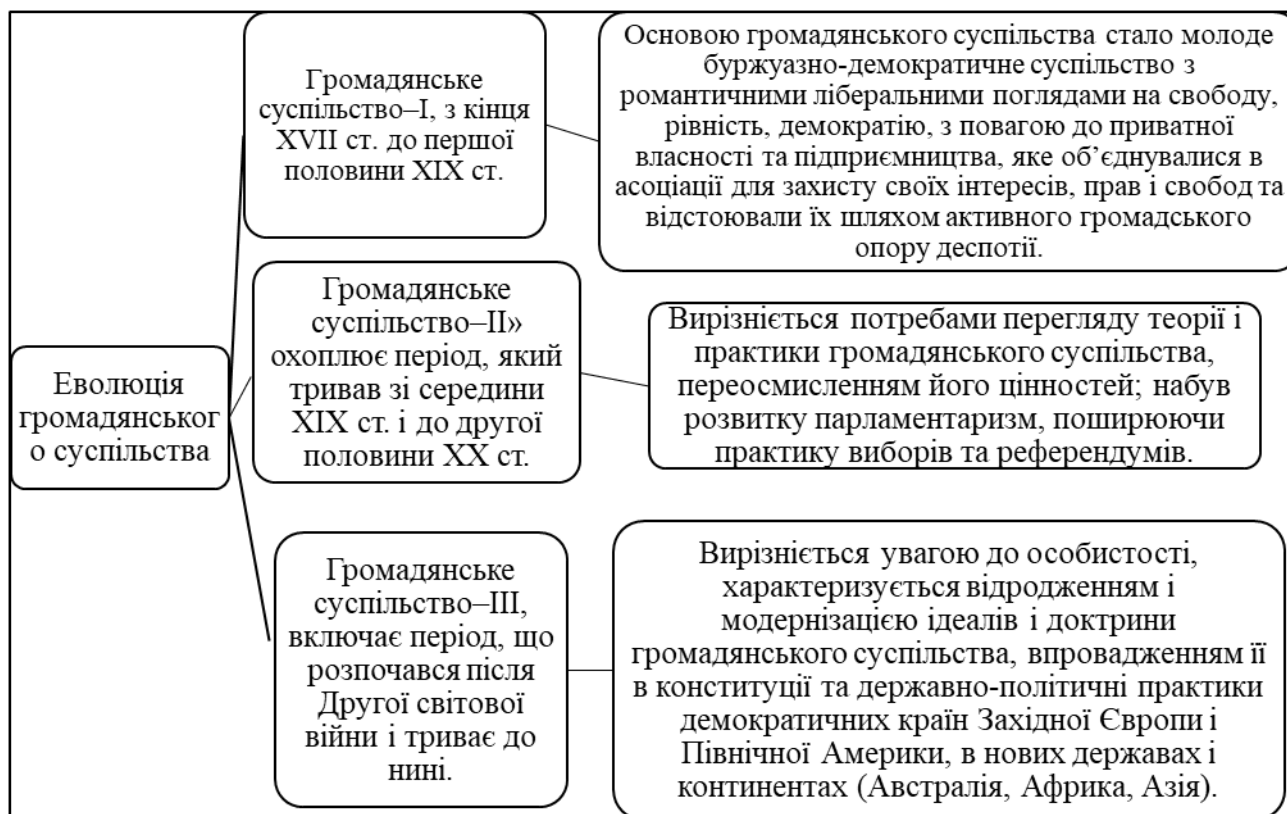 Еволюція
громадянськог
о суспільства
Громадянське
суспільство–І, з кінця
XVII ст. до першої
половини ХІХ ст.
Основою громадянського суспільства стало молоде
буржуазно-демократичне суспільство з
романтичними ліберальними поглядами на свободу,
рівність, демократію, з повагою до приватної
власності та підприємництва, яке об’єднувалися в
асоціації для захисту своїх інтересів, прав і свобод та
відстоювали їх шляхом активного громадського
опору деспотії.
Громадянське
суспільство–ІІ»
охоплює період, який
тривав зі середини
ХІХ ст. і до другої
половини ХХ ст.
Вирізніється потребами перегляду теорії і
практики громадянського суспільства,
переосмисленням його цінностей; набув
розвитку парламентаризм, поширюючи
практику виборів та референдумів.
Громадянське
суспільство–ІІІ,
включає період, що
розпочався після
Другої світової
війни і триває до
нині.
Вирізніється увагою до особистості,
характеризується відродженням і
модернізацією ідеалів і доктрини
громадянського суспільства, впровадженням її
в конституції та державно-політичні практики
демократичних країн Західної Європи і
Північної Америки, в нових державах і
континентах (Австралія, Африка, Азія).